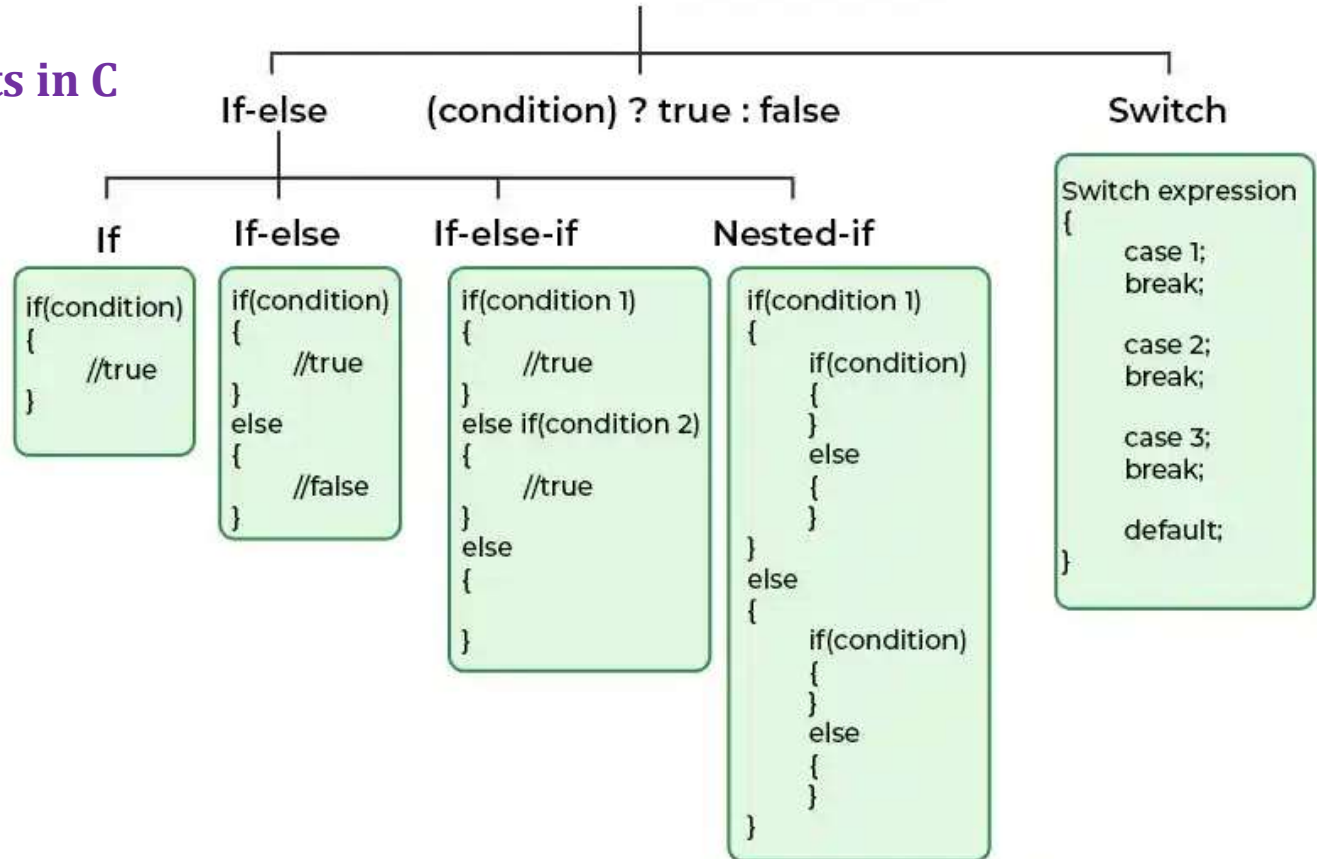 ts in C
If-else
(condition) ? true : false
Switch
If
If-else
If-else-if
Nested-if
if(condition)
{
//true
}
if(condition)
{
//true
}
else
{
//false
}
if(condition 1)
{
//true
}
else if(condition 2)
{
//true
}
else
{
}
if(condition 1)
{
if(condition)
{
}
else
{
}
}
else
{
if(condition)
{
}
else
{
}
}
Switch expression
{
case 1;
break;
case 2;
break;
case 3;
break;
default;
}